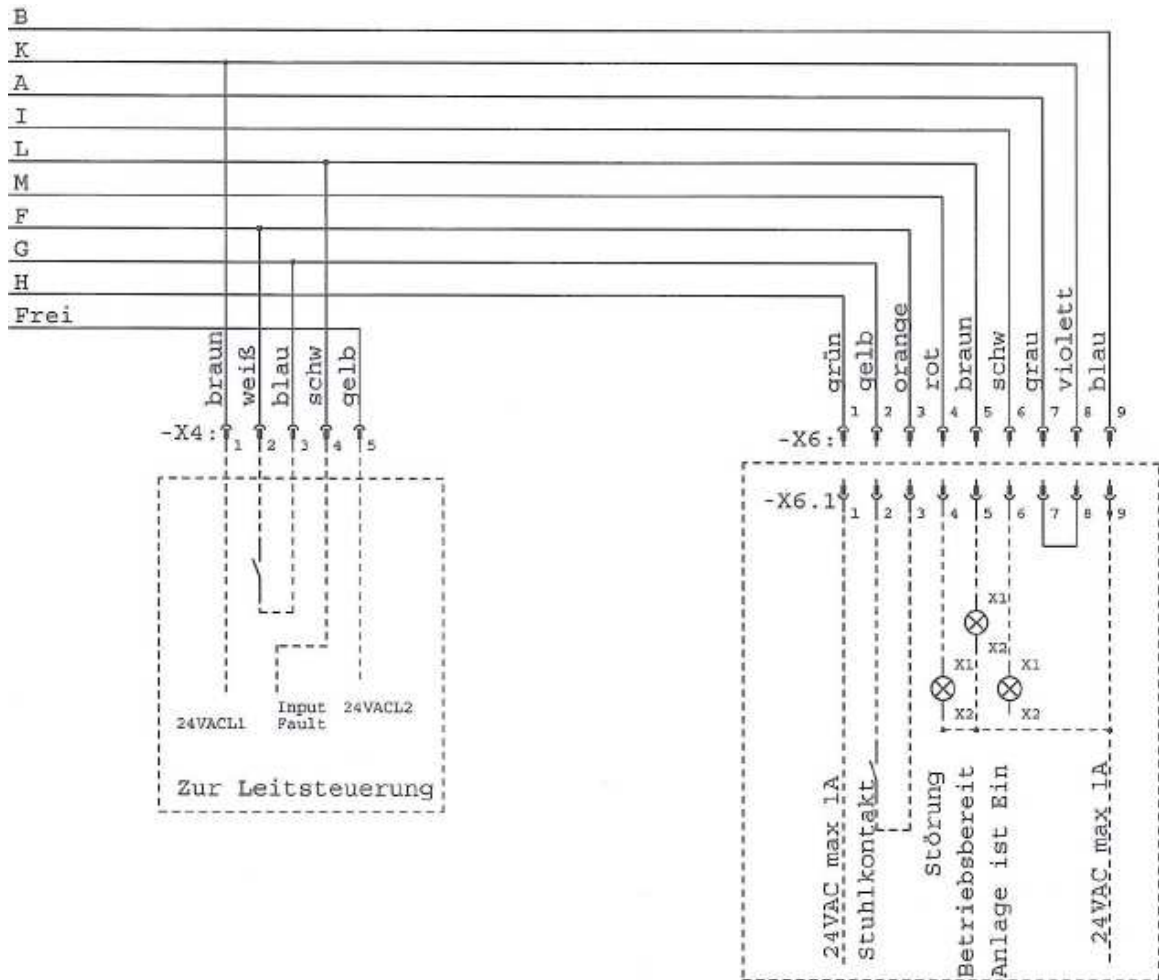 B
K
A
I
L
M
F
G
H
Frei
braun
weiß
blau
schw
gelb
grün
gelb
orange
rot
braun
schw
grau
violett
blau
-X4:
1 2 3 4 5
1 2 3 4 5 6 7 8 9
-X6:
-X6.1
1 2 3 4 5 6 7 8 9
X1
X2
X1
X2
X1
X2
24VACL1
Input
Fault
24VACL2
Zur Leitsteuerung
24VAC max 1A
Stuhlkontakt
Störung
Betriebsbereit
Anlage ist Ein
24VAC max 1A